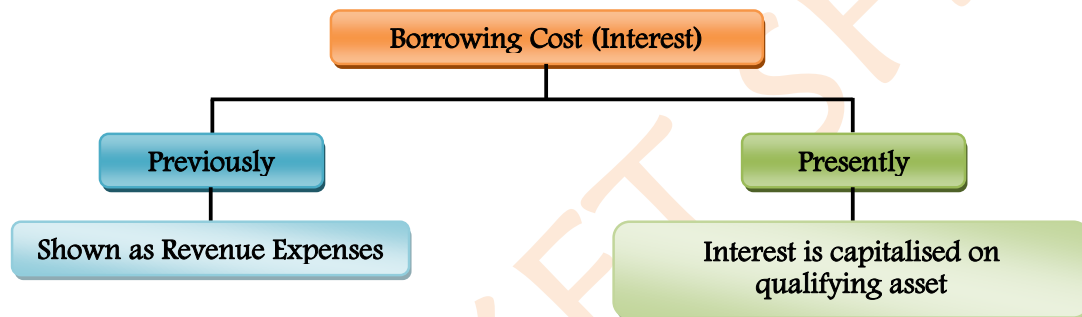 Borrowing Cost (Interest)
Previously
Presently
Shown as Revenue Expenses
Interest is capitalised on
qualifying asset